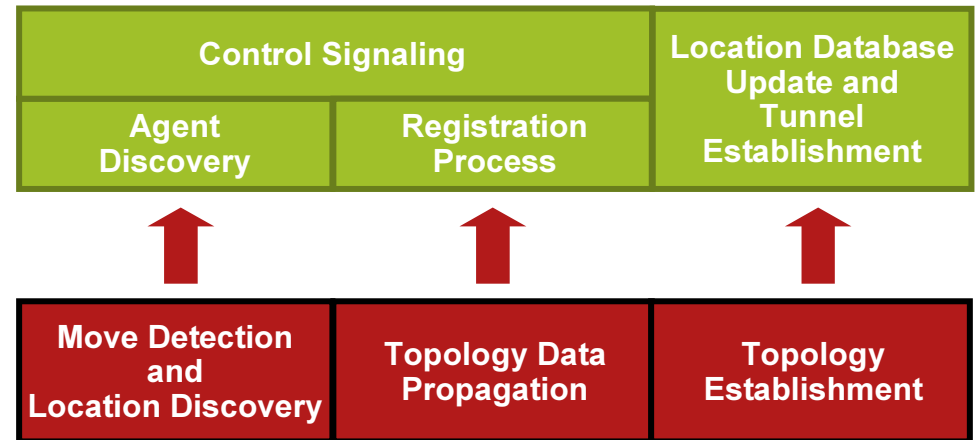 Control Signaling
Agent
Discovery
Registration
Process
Location Database
Update and
Tunnel
Establishment
Move Detection
and
Location Discovery
Topology Data
Propagation
Topology
Establishment